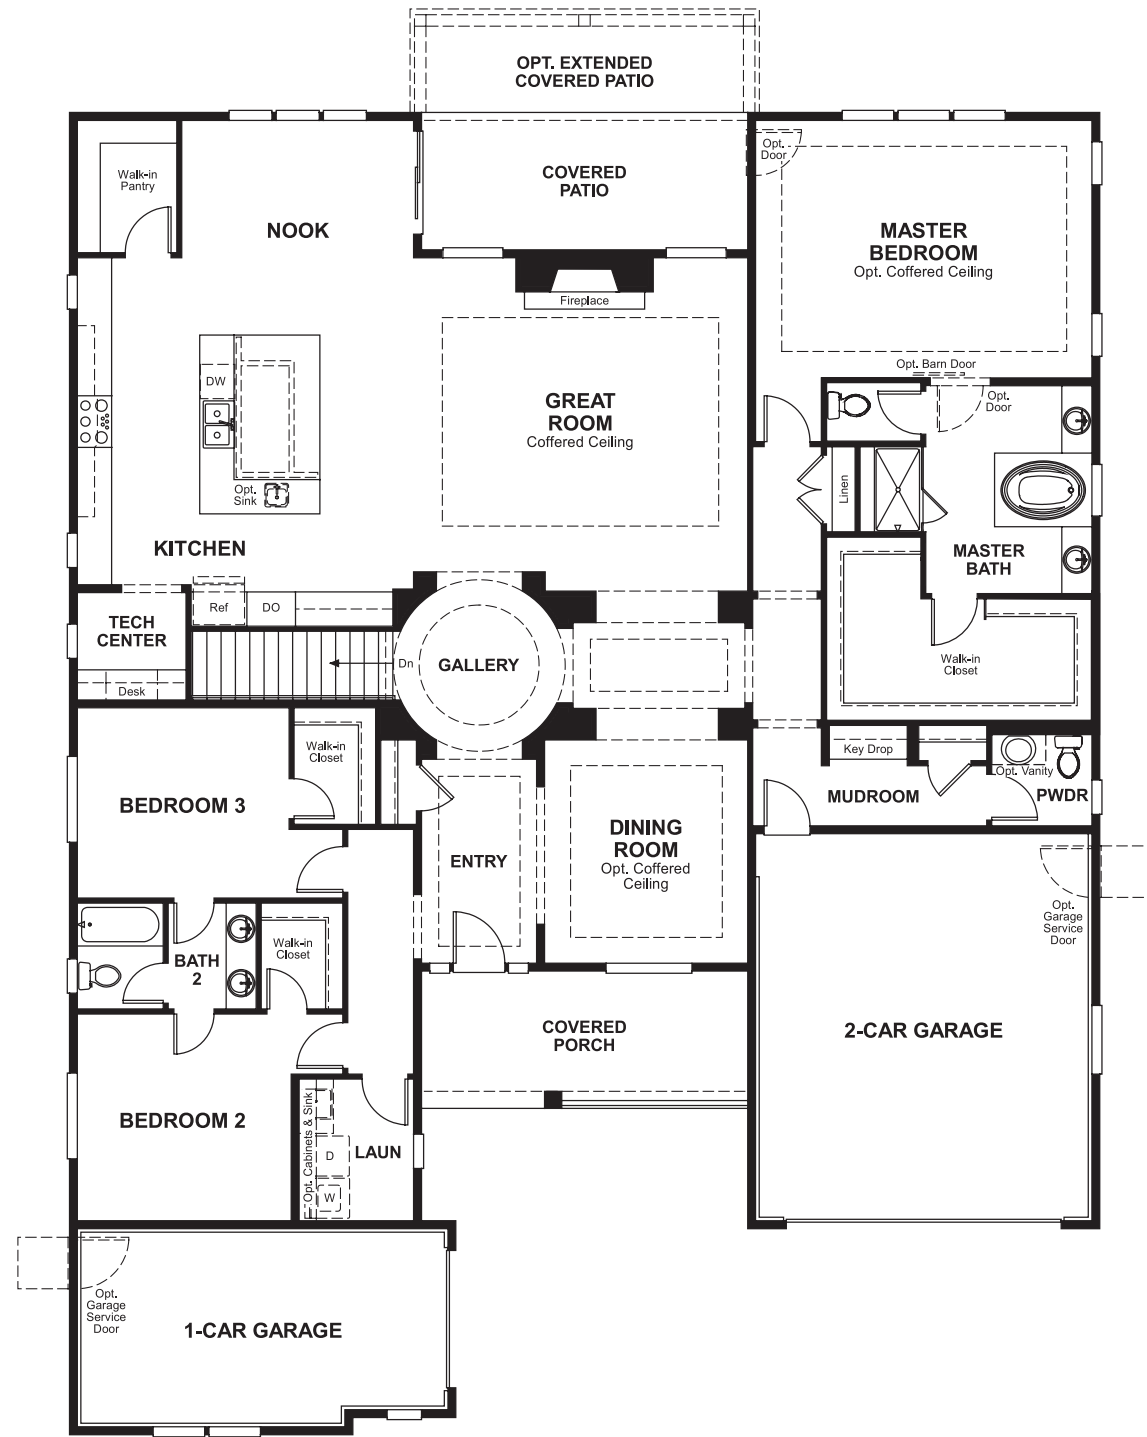 OPT. EXTENDED
COVERED PATIO
Opt.
Door
Walk-in
Pantry
COVERED
PATIO
NOOK
MASTER
BEDROOM
Opt. Coffered Ceiling
Fireplace
Opt. Barn Door
DW
GREAT
ROOM
Coffered Ceiling
Opt.
Door
Opt.
Sink
Linen
KITCHEN
MASTER
BATH
Ref
DO
TECH
CENTER
Desk
Dn
GALLERY
Walk-in
Closet
Walk-in
Closet
Key Drop
Opt. Vanity
BEDROOM 3
MUDROOM
PWDR
ENTRY
DINING
ROOM
Opt. Coffered
Ceiling
Opt.
Garage
Service
Door
BATH
2
Walk-in
Closet
COVERED
PORCH
2-CAR GARAGE
BEDROOM 2
Opt. Cabinets & Sink
LAUN
D
W
Opt.
Garage
Service
Door
1-CAR GARAGE